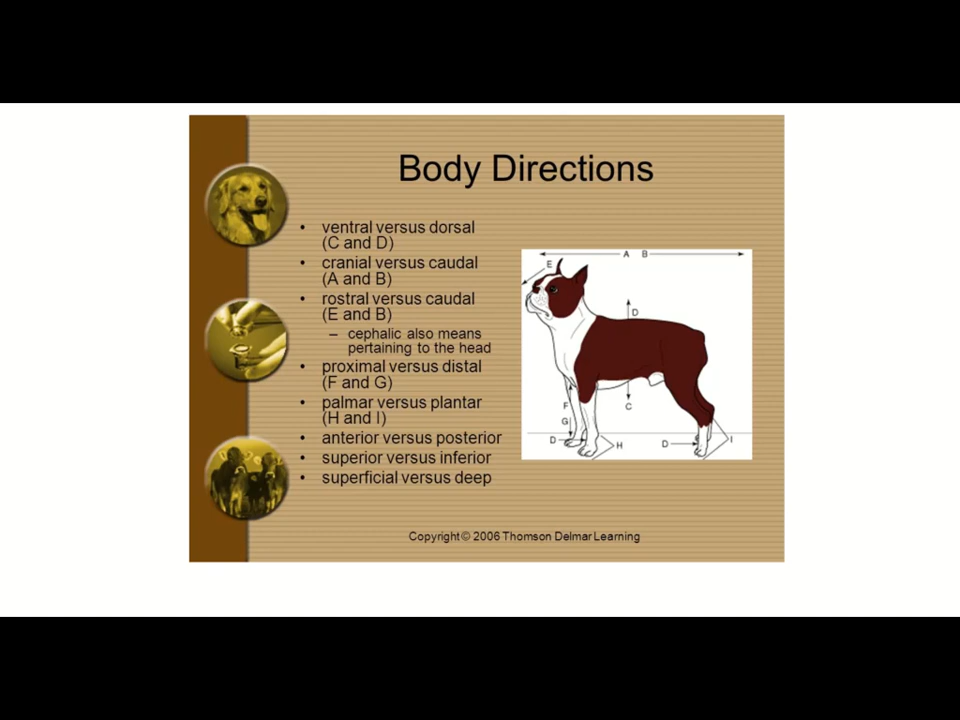 Body Directions
• ventral versus dorsal
(C and D)
• cranial versus caudal
(A and B)
• rostral versus caudal
(E and B)
– cephalic also means
pertaining to the head
• proximal versus distal
(F and G)
• palmar versus plantar
(H and I)
• anterior versus posterior
• superior versus inferior
• superficial versus deep
A B
E
D
F
C
G
D
H
D
I
Copyright © 2006 Thomson Delmar Learning